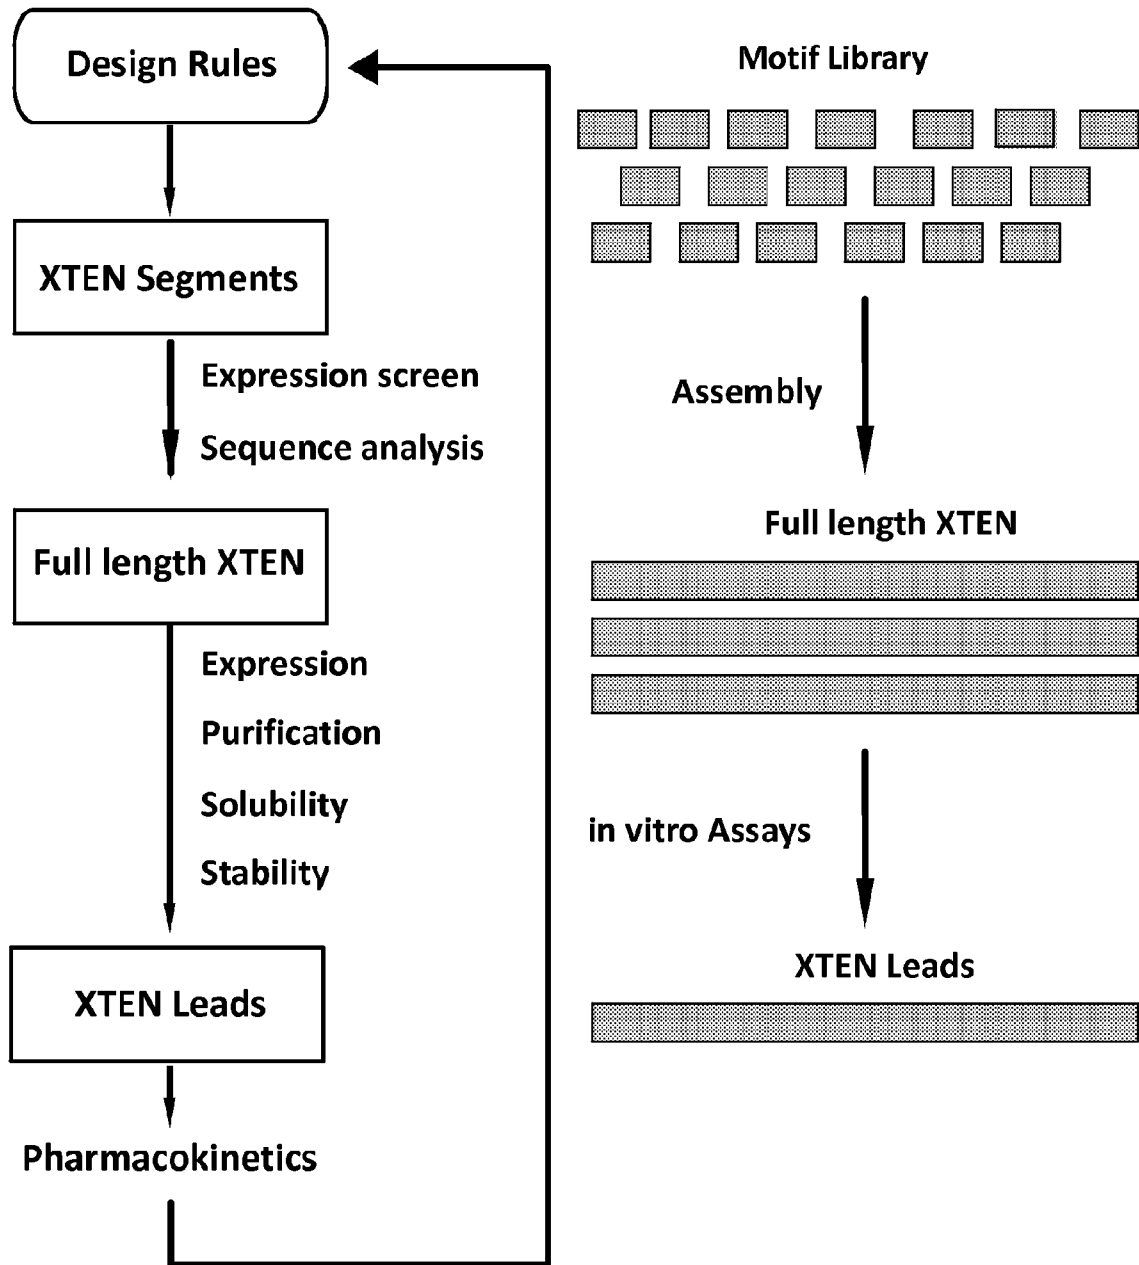 Design Rules
XTEN Segments
Expression screen
Sequence analysis
Full length XTEN
Expression
Purification
Solubility
Stability
XTEN Leads
Pharmacokinetics
Motif Library
Assembly
Full length XTEN
in vitro Assays
XTEN Leads